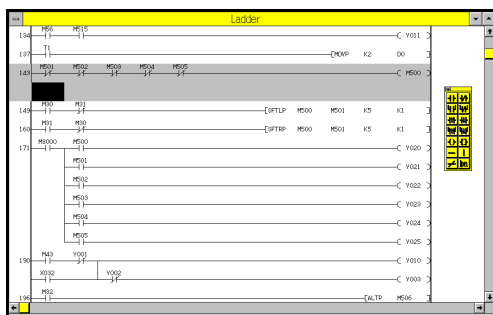 Ladder
M56 M515
134 Y011
T1
137 MOVP K2 D0
M501 M502 M503 M504 M505
143 M500
M30 M31
149 SFTLP M500 M501 K5 K1
M31 M30
160 SFTRP M500 M501 K5 K1
M8000 M500
171 Y020
M501
Y021
M502
Y022
M503
Y023
M504
Y024
M505
Y025
M43 Y001
190 Y010
X032 Y002
Y003
M32
196 ALTP M506